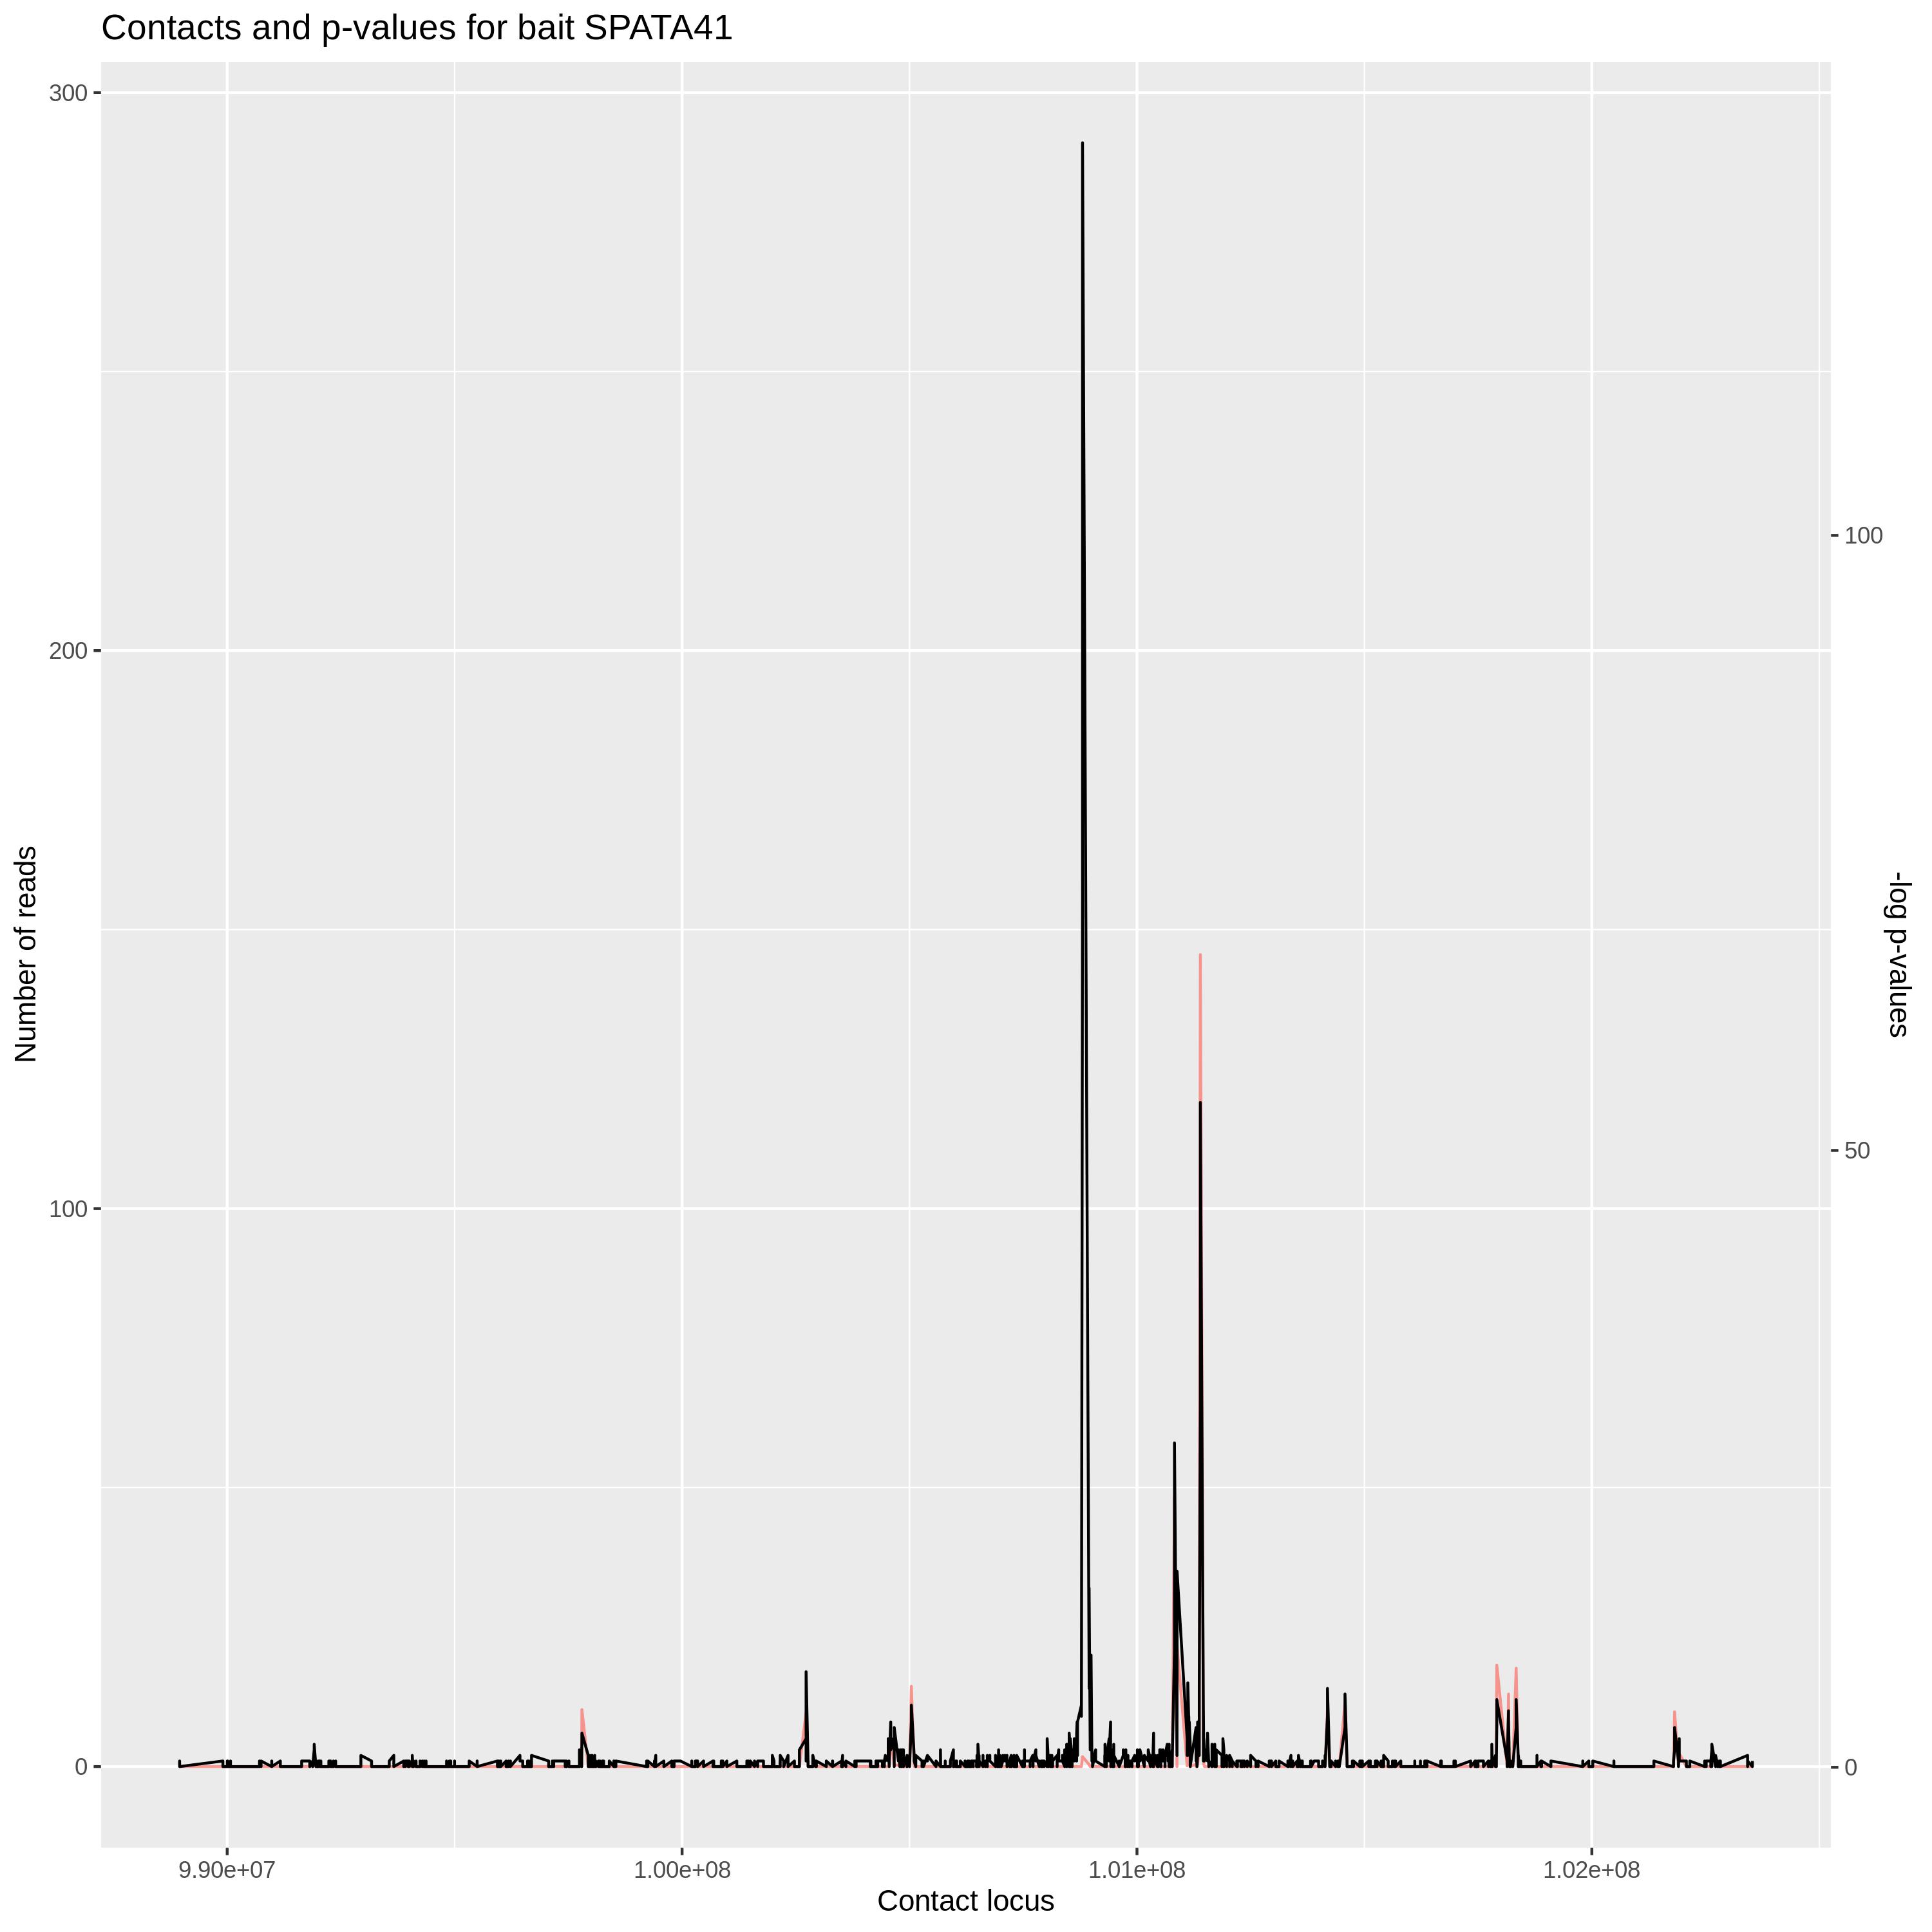 Contacts and p-values for bait SPATA41
300
200
100
0
Number of reads
100
50
0
-log p-values
9.90e+07
1.00e+08
1.01e+08
1.02e+08
Contact locus